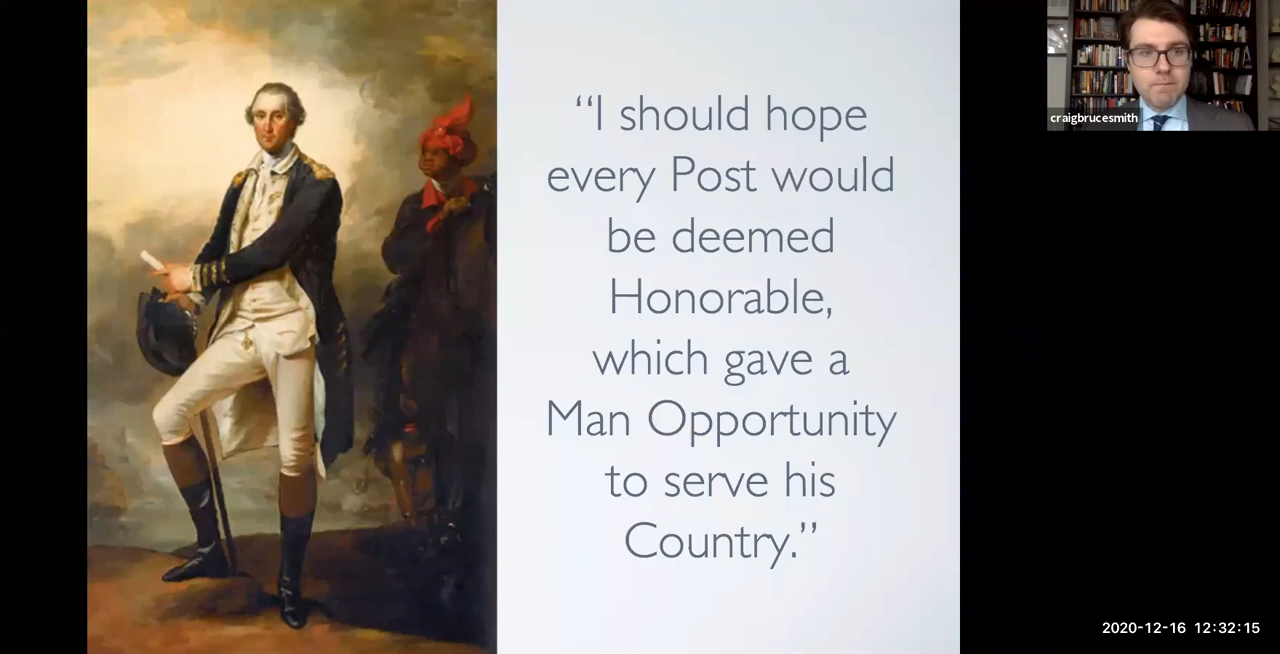 “I should hope
every Post would
be deemed
Honorable,
which gave a
Man Opportunity
to serve his
Country.”
craigbrucesmith
2020-12-16 12:32:15